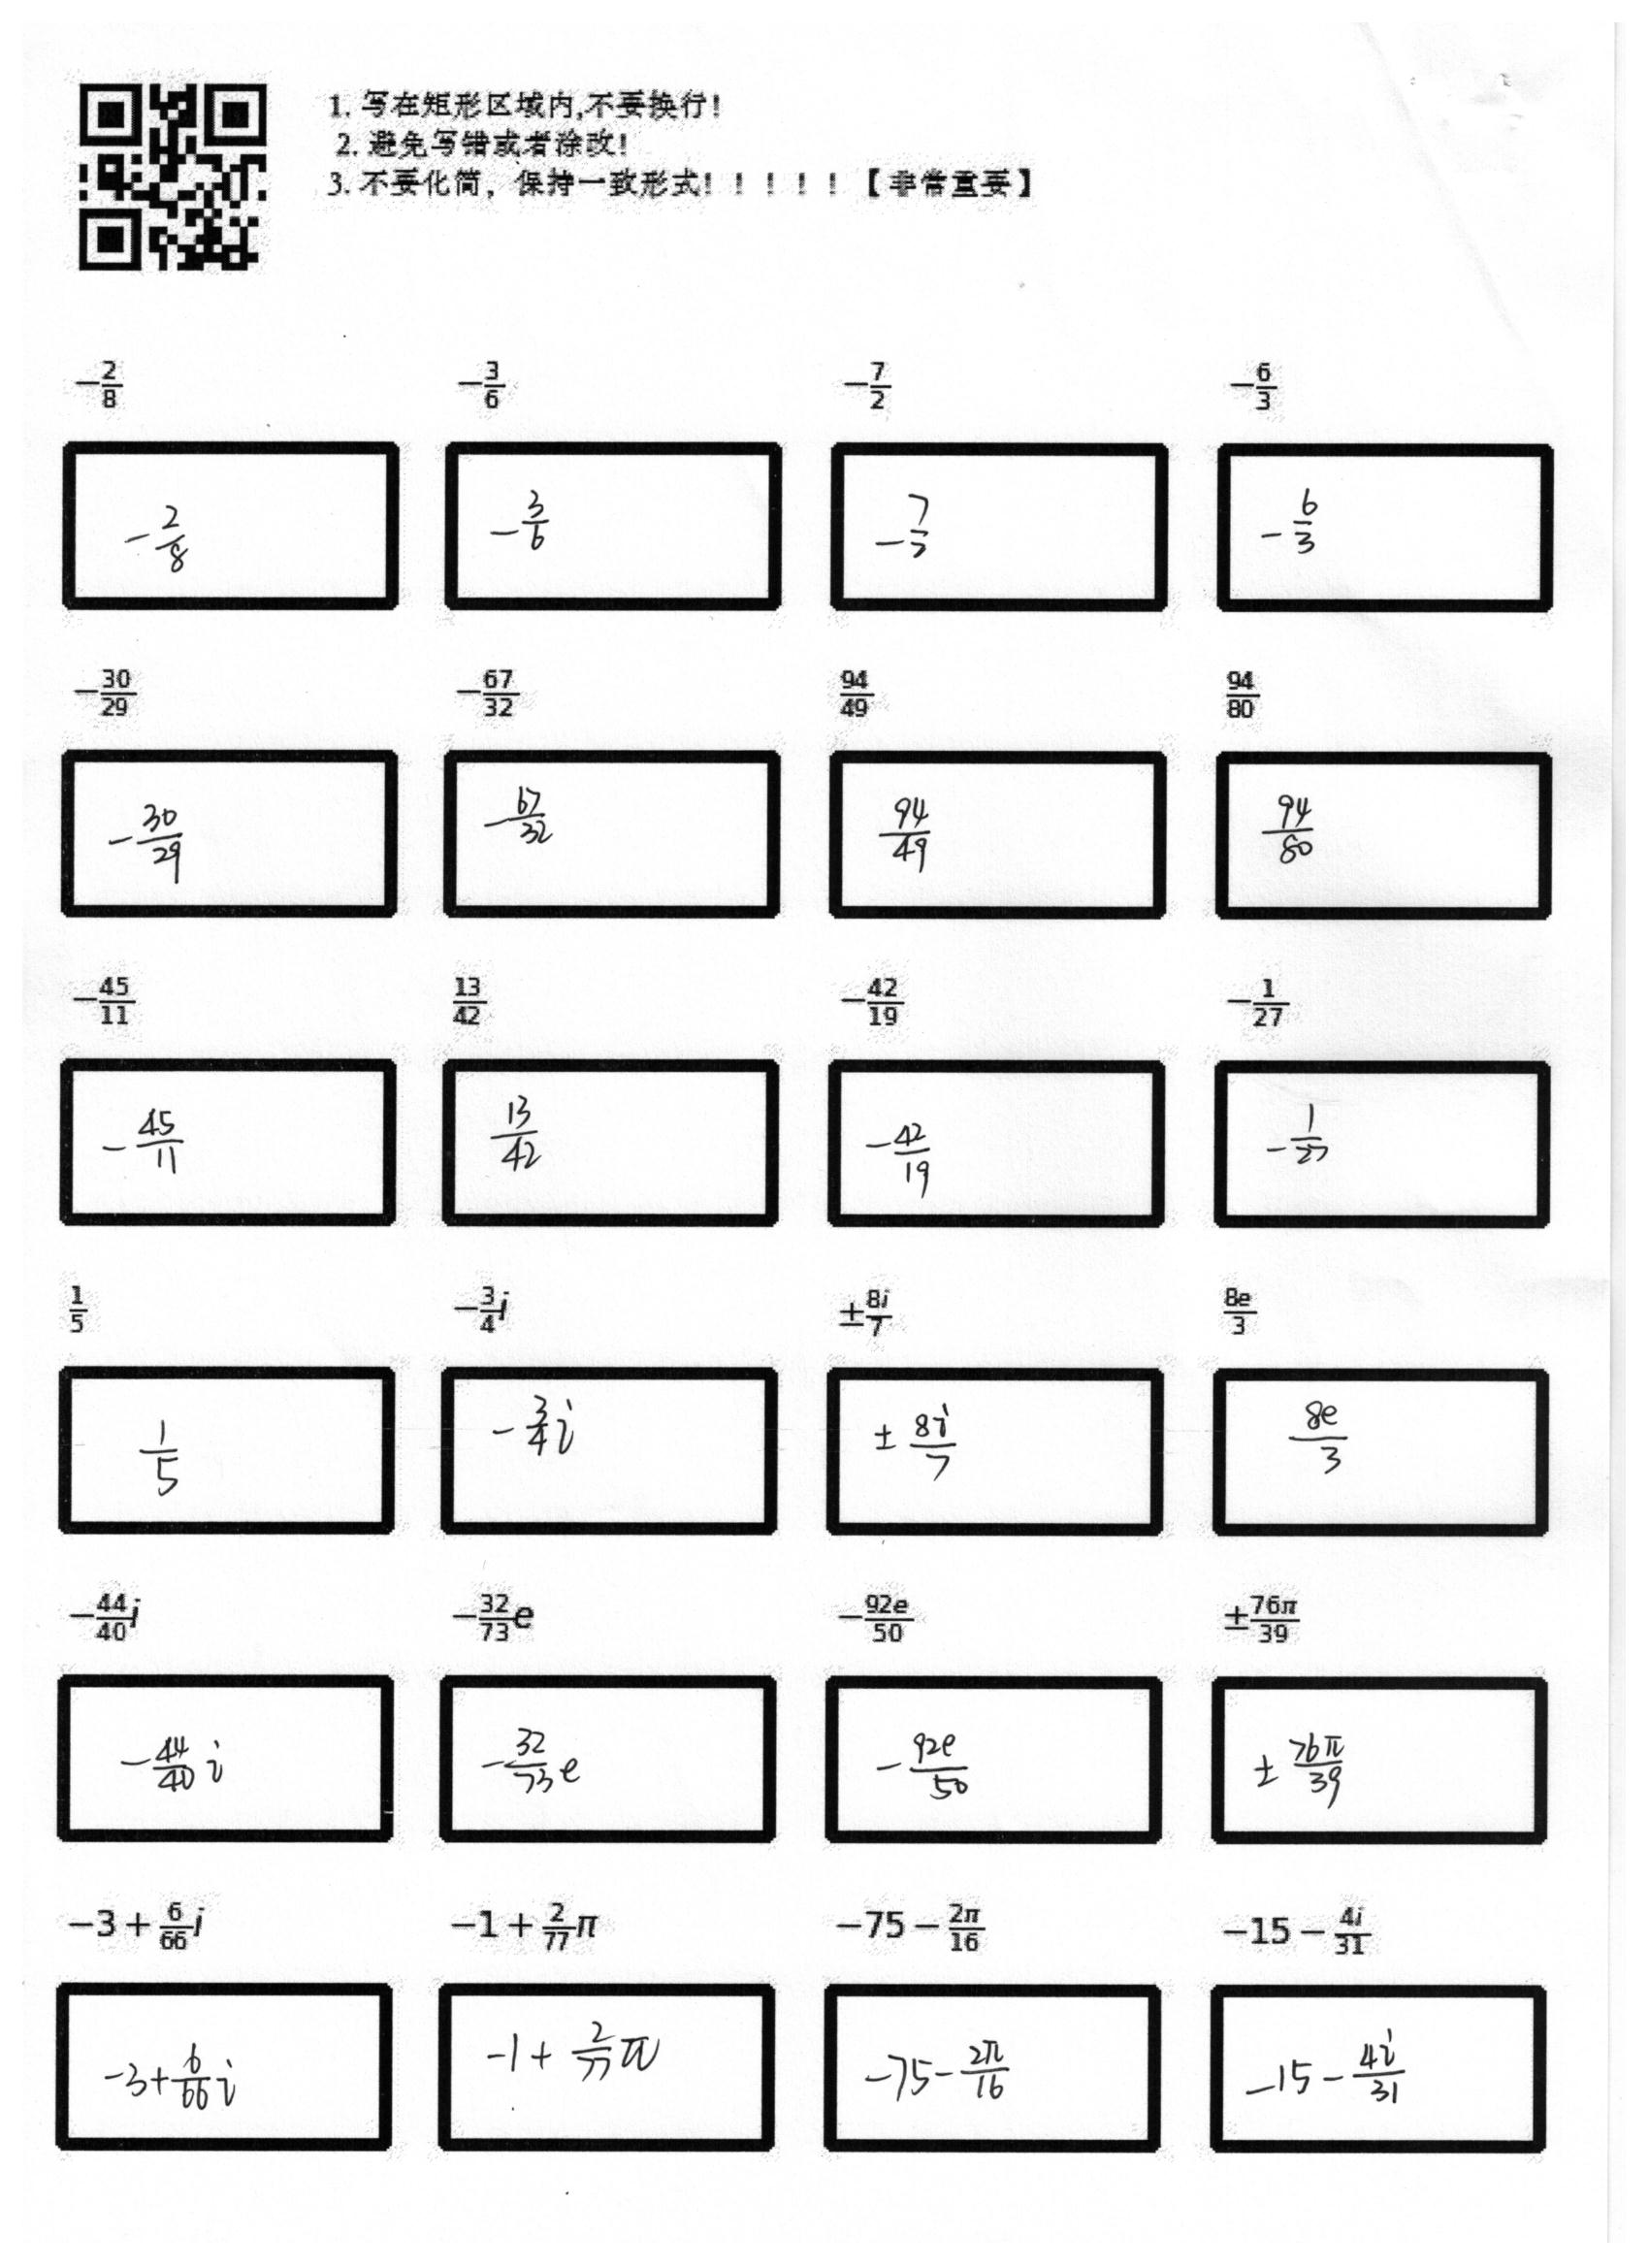 1. 写在矩形区域内,不要换行!
2. 避免写错或者涂改!
3. 不要化简，保持一致形式！！！！！【非常重要】
$-\frac{2}{8}$ $-\frac{3}{6}$ $-\frac{7}{2}$ $-\frac{6}{3}$
$-\frac{2}{8}$ $-\frac{3}{6}$ $-\frac{7}{2}$ $-\frac{6}{3}$
$-\frac{30}{29}$ $-\frac{67}{32}$ $\frac{94}{49}$ $\frac{94}{80}$
$-\frac{30}{29}$ $-\frac{67}{32}$ $\frac{94}{49}$ $\frac{94}{80}$
$-\frac{45}{11}$ $\frac{13}{42}$ $-\frac{42}{19}$ $-\frac{1}{27}$
$-\frac{45}{11}$ $\frac{13}{42}$ $-\frac{42}{19}$ $-\frac{1}{27}$
$\frac{1}{5}$ $-\frac{3}{4}i$ $\pm\frac{8i}{7}$ $\frac{8e}{3}$
$\frac{1}{5}$ $-\frac{3}{4}i$ $\pm\frac{8i}{7}$ $\frac{8e}{3}$
$-\frac{44}{40}i$ $-\frac{32}{73}e$ $-\frac{92e}{50}$ $\pm\frac{76\pi}{39}$
$-\frac{44}{40}i$ $-\frac{32}{73}e$ $-\frac{92e}{50}$ $\pm\frac{76\pi}{39}$
$-3+\frac{6}{66}i$ $-1+\frac{2}{77}\pi$ $-75-\frac{2\pi}{16}$ $-15-\frac{4i}{31}$
$-3+\frac{6}{66}i$ $-1+\frac{2}{77}\pi$ $-75-\frac{2\pi}{16}$ $-15-\frac{4i}{31}$